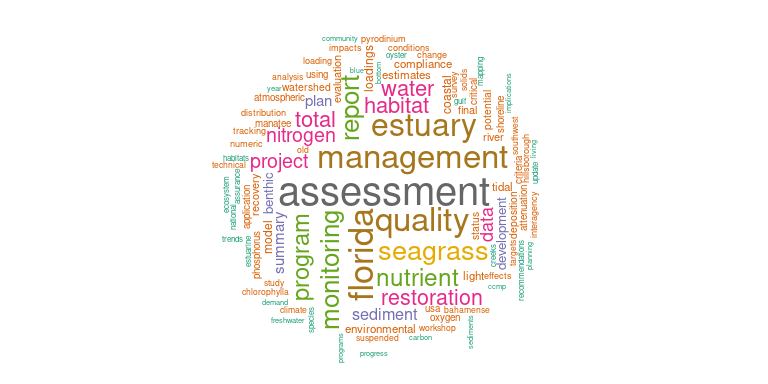 community
pyrodinium
impacts
conditions
oyster
change
loading
loadings
blue
bottom
compliance
analysis
using
evaluation
estimates
mapping
solids
survey
critical
coastal
year
watershed
water
implications
atmospheric
plan
report
habitat
gulf
final
potential
shoreline
distribution
manatee
total
estuary
tracking
nitrogen
river
southwest
numeric
old
management
habitats
technical
project
criteria
hillsborough
living
update
ecosystem
national
assurance
application
recovery
benthic
assessment
tidal
attenuation
interagency
deposition
development
data
status
quality
florida
monitoring
program
summary
model
phosphorus
estuarine
trends
seagrass
creeks
targets
recommendations
planning
study
chlorophylla
nutrient
light
effects
ccmp
demand
climate
restoration
freshwater
species
sediment
usa
bahamense
oxygen
environmental
workshop
programs
suspended
carbon
sediments
progress